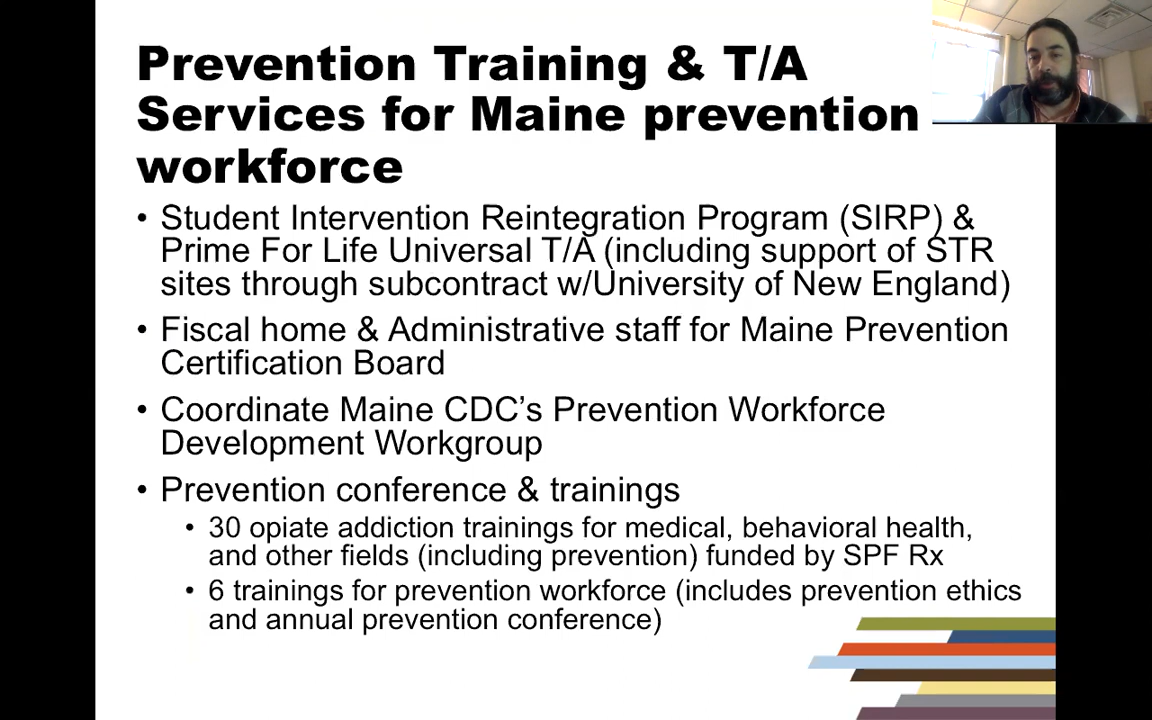 Prevention Training & T/A
Services for Maine prevention
workforce
• Student Intervention Reintegration Program (SIRP) &
Prime For Life Universal T/A (including support of STR
sites through subcontract w/University of New England)
• Fiscal home & Administrative staff for Maine Prevention
Certification Board
• Coordinate Maine CDC’s Prevention Workforce
Development Workgroup
• Prevention conference & trainings
• 30 opiate addiction trainings for medical, behavioral health,
and other fields (including prevention) funded by SPF Rx
• 6 trainings for prevention workforce (includes prevention ethics
and annual prevention conference)